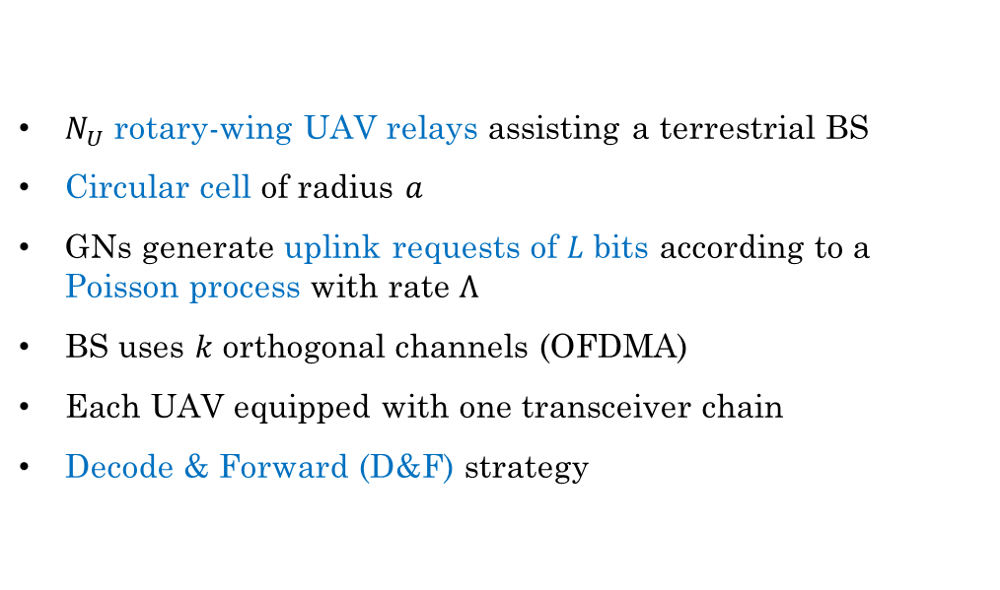 • N_U rotary-wing UAV relays assisting a terrestrial BS
• Circular cell of radius a
• GNs generate uplink requests of L bits according to a
Poisson process with rate Λ
• BS uses k orthogonal channels (OFDMA)
• Each UAV equipped with one transceiver chain
• Decode & Forward (D&F) strategy